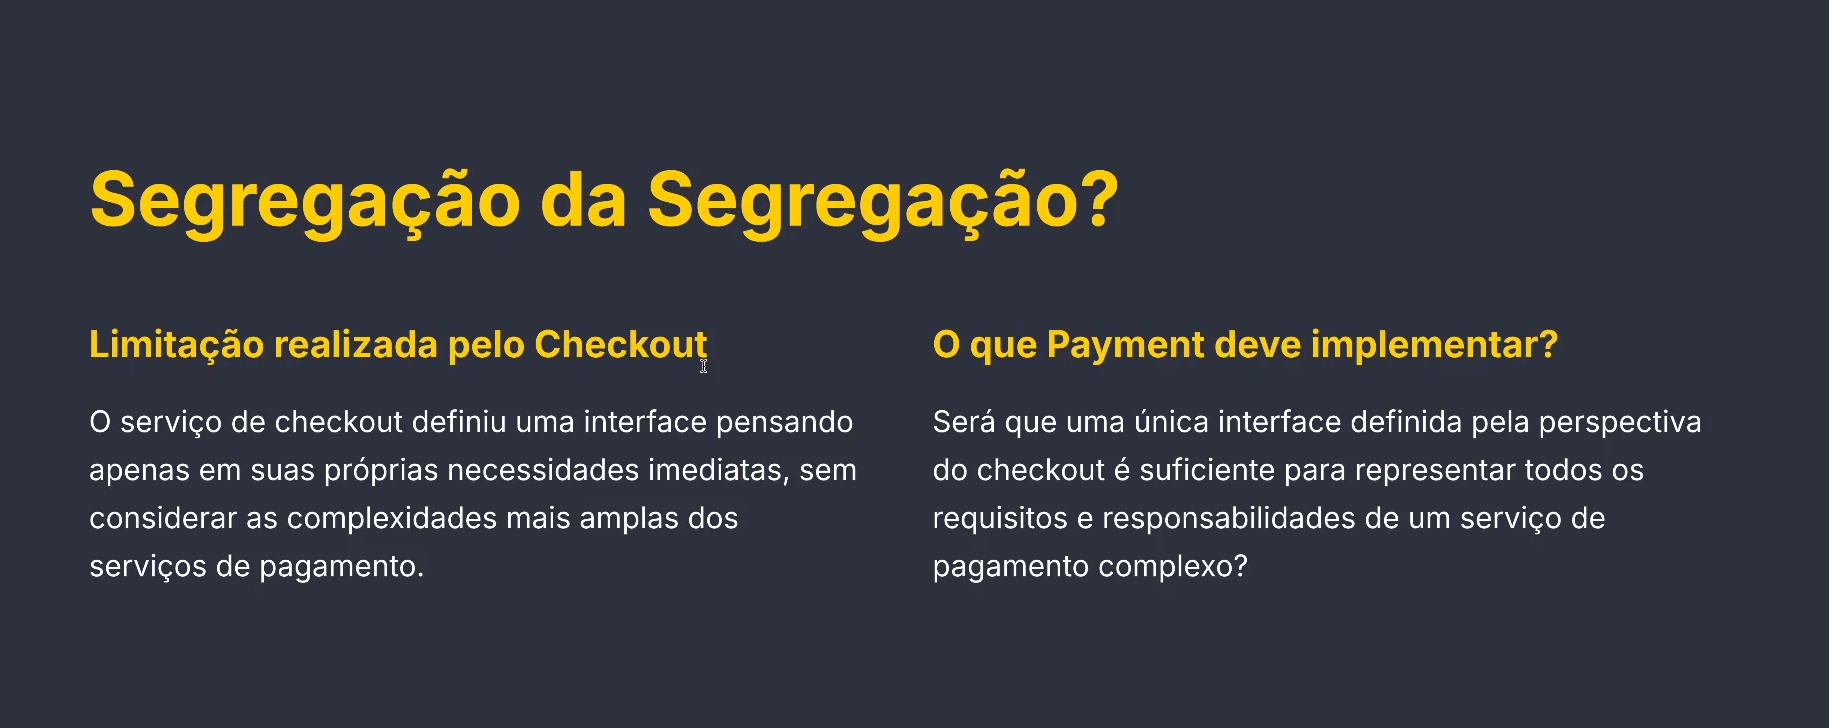 Segregação da Segregação?
Limitação realizada pelo Checkout
O serviço de checkout definiu uma interface pensando
apenas em suas próprias necessidades imediatas, sem
considerar as complexidades mais amplas dos
serviços de pagamento.
O que Payment deve implementar?
Será que uma única interface definida pela perspectiva
do checkout é suficiente para representar todos os
requisitos e responsabilidades de um serviço de
pagamento complexo?